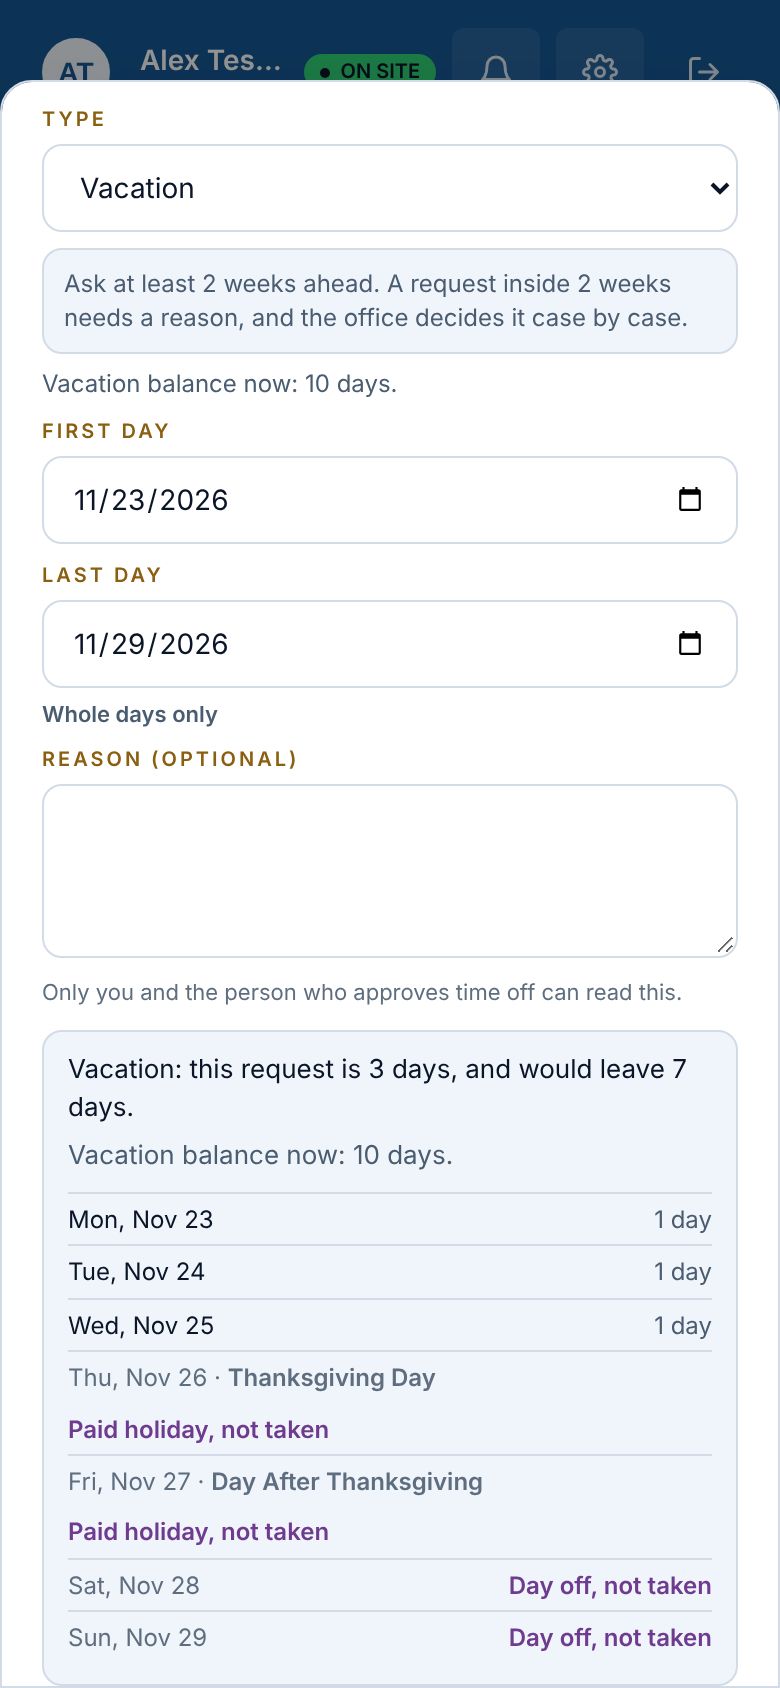 AT
Alex Tes...
ON SITE
TYPE
Vacation
Ask at least 2 weeks ahead. A request inside 2 weeks
needs a reason, and the office decides it case by case.
Vacation balance now: 10 days.
FIRST DAY
11/23/2026
LAST DAY
11/29/2026
Whole days only
REASON (OPTIONAL)
Only you and the person who approves time off can read this.
Vacation: this request is 3 days, and would leave 7
days.
Vacation balance now: 10 days.
Mon, Nov 23 1 day
Tue, Nov 24 1 day
Wed, Nov 25 1 day
Thu, Nov 26 · Thanksgiving Day
Paid holiday, not taken
Fri, Nov 27 · Day After Thanksgiving
Paid holiday, not taken
Sat, Nov 28 Day off, not taken
Sun, Nov 29 Day off, not taken